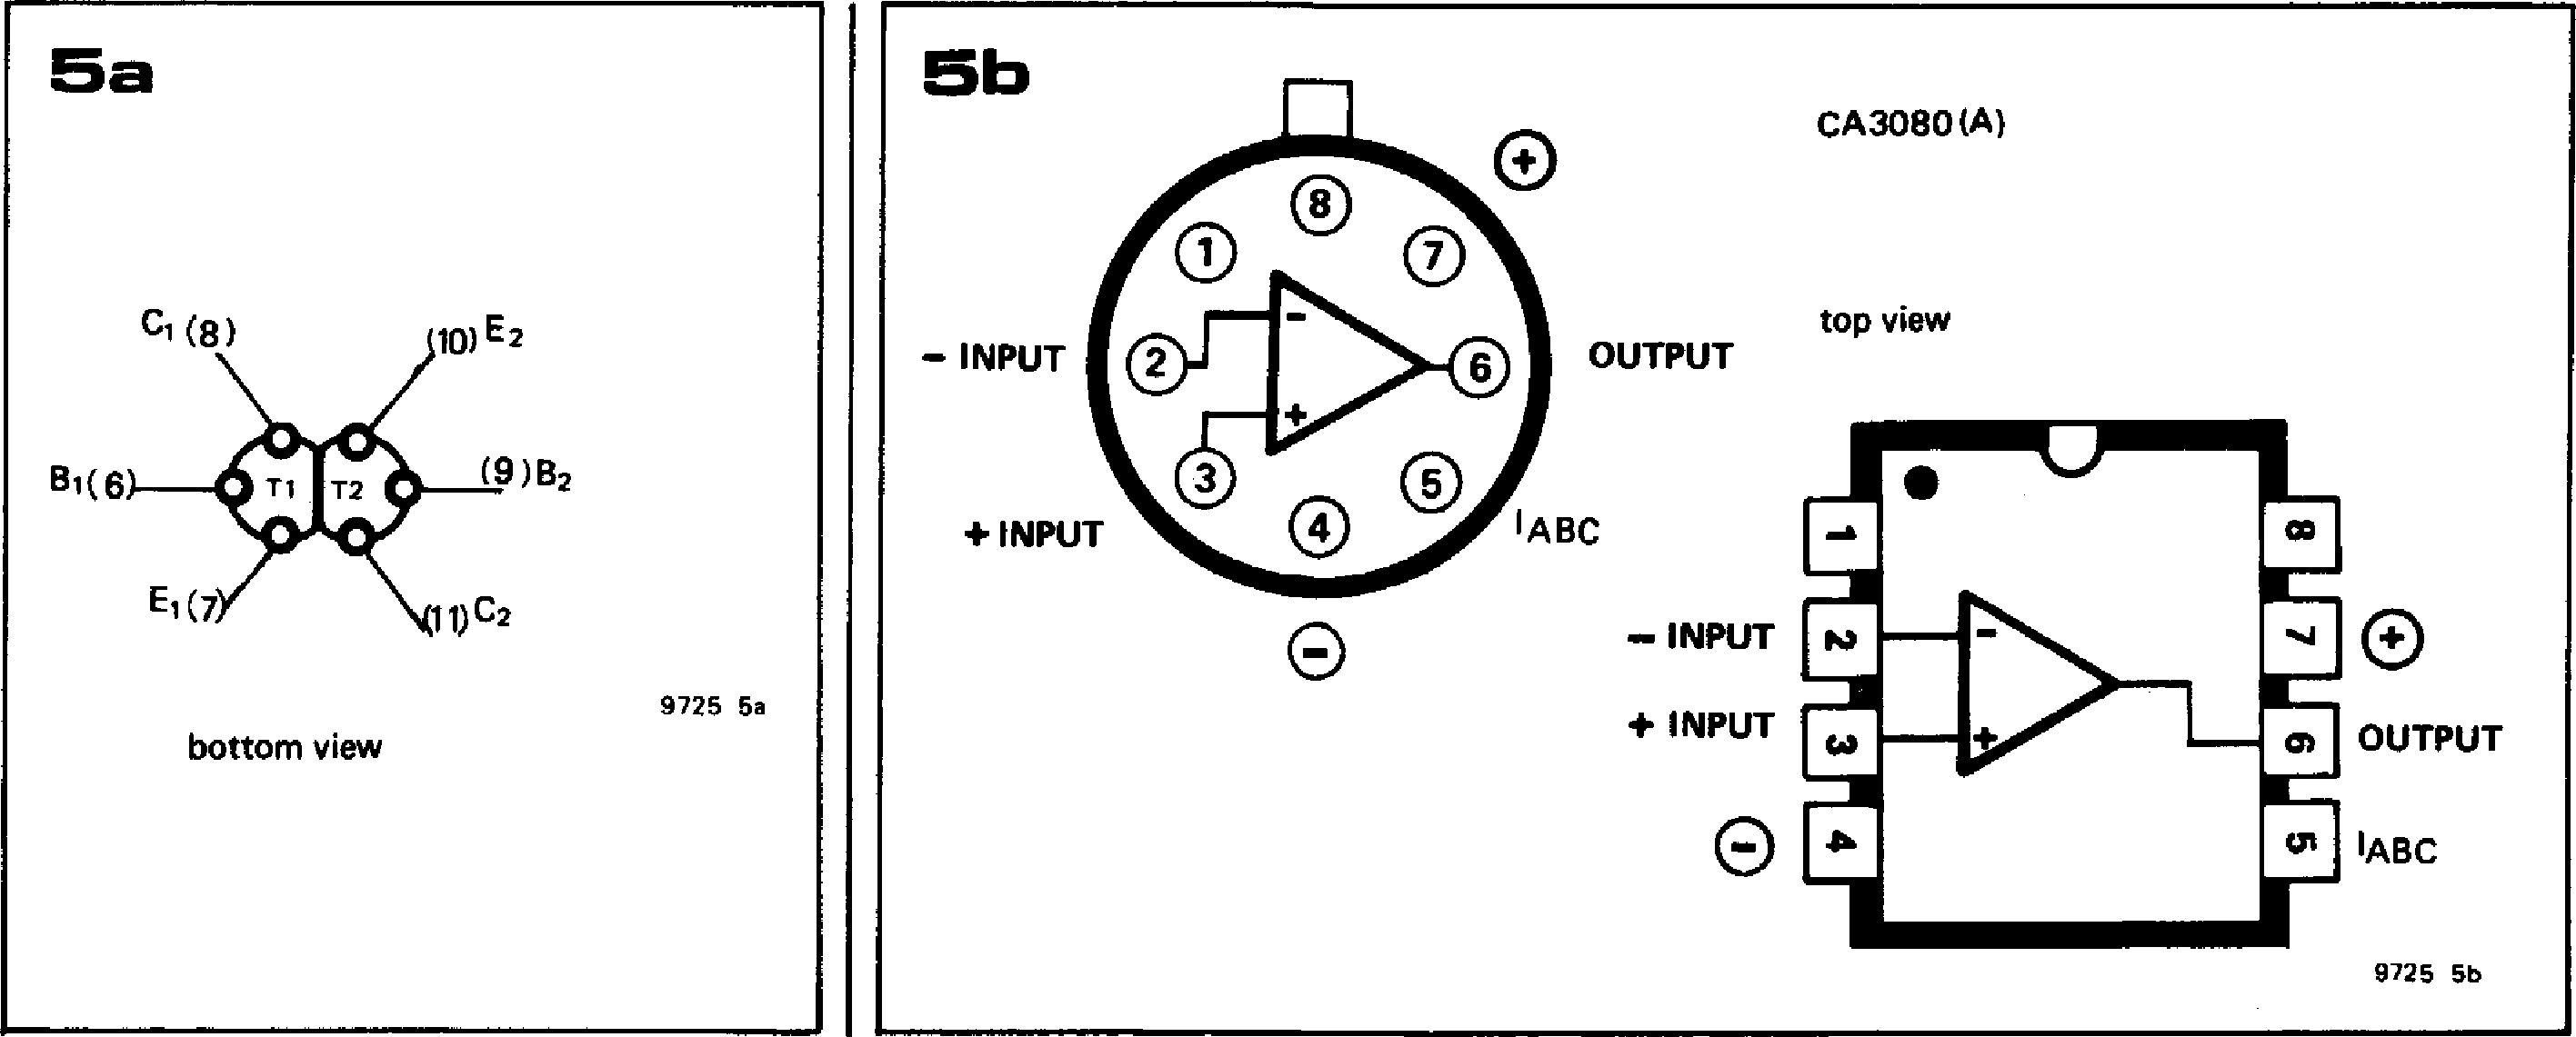 5a
C1 (8)
(10) E2
B1 (6)
T1
T2
(9) B2
E1 (7)
(11) C2
9725 5a
bottom view
5b
CA3080 (A)
+
8
1
7
top view
- INPUT
2
-
6
OUTPUT
+
3
5
+ INPUT
4
IABC
-
1
8
- INPUT
2
-
7
+
+ INPUT
3
+
6
OUTPUT
-
4
5
IABC
9725 5b